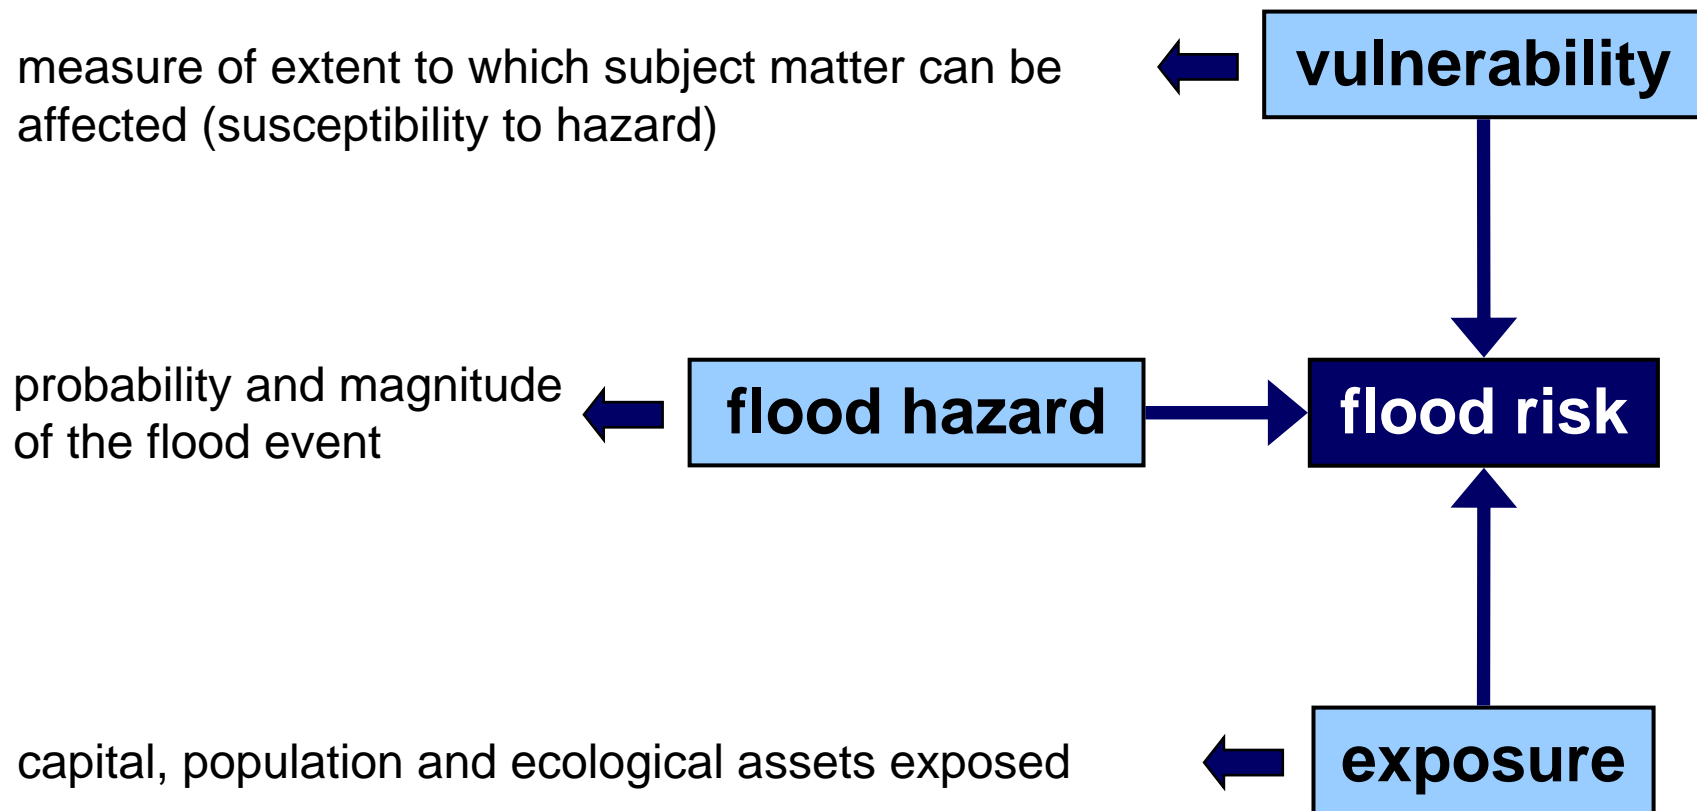 measure of extent to which subject matter can be
affected (susceptibility to hazard)
vulnerability
probability and magnitude
of the flood event
flood hazard
flood risk
capital, population and ecological assets exposed
exposure